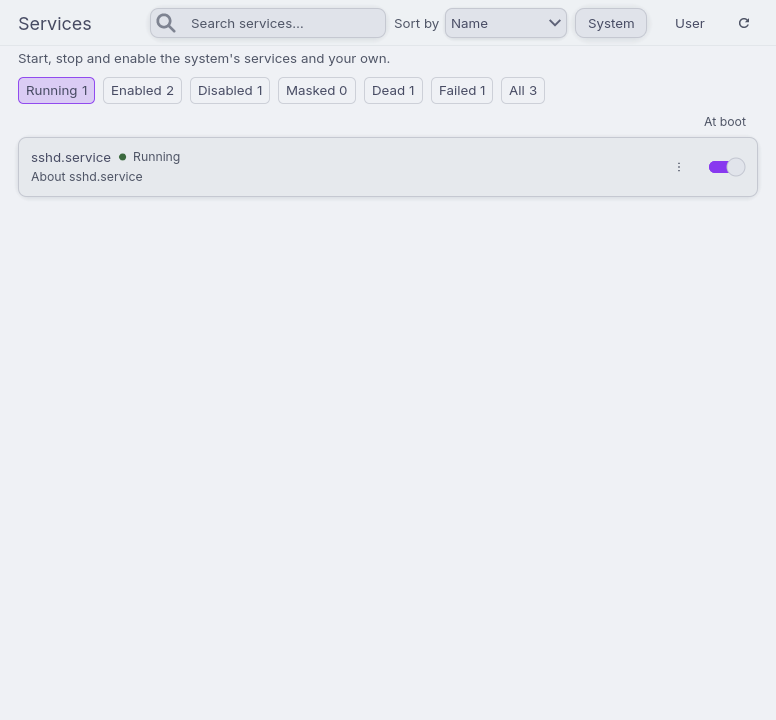 Services
Search services...
Sort by
Name
System
User
Start, stop and enable the system's services and your own.
Running 1
Enabled 2
Disabled 1
Masked 0
Dead 1
Failed 1
All 3
At boot
sshd.service
Running
About sshd.service